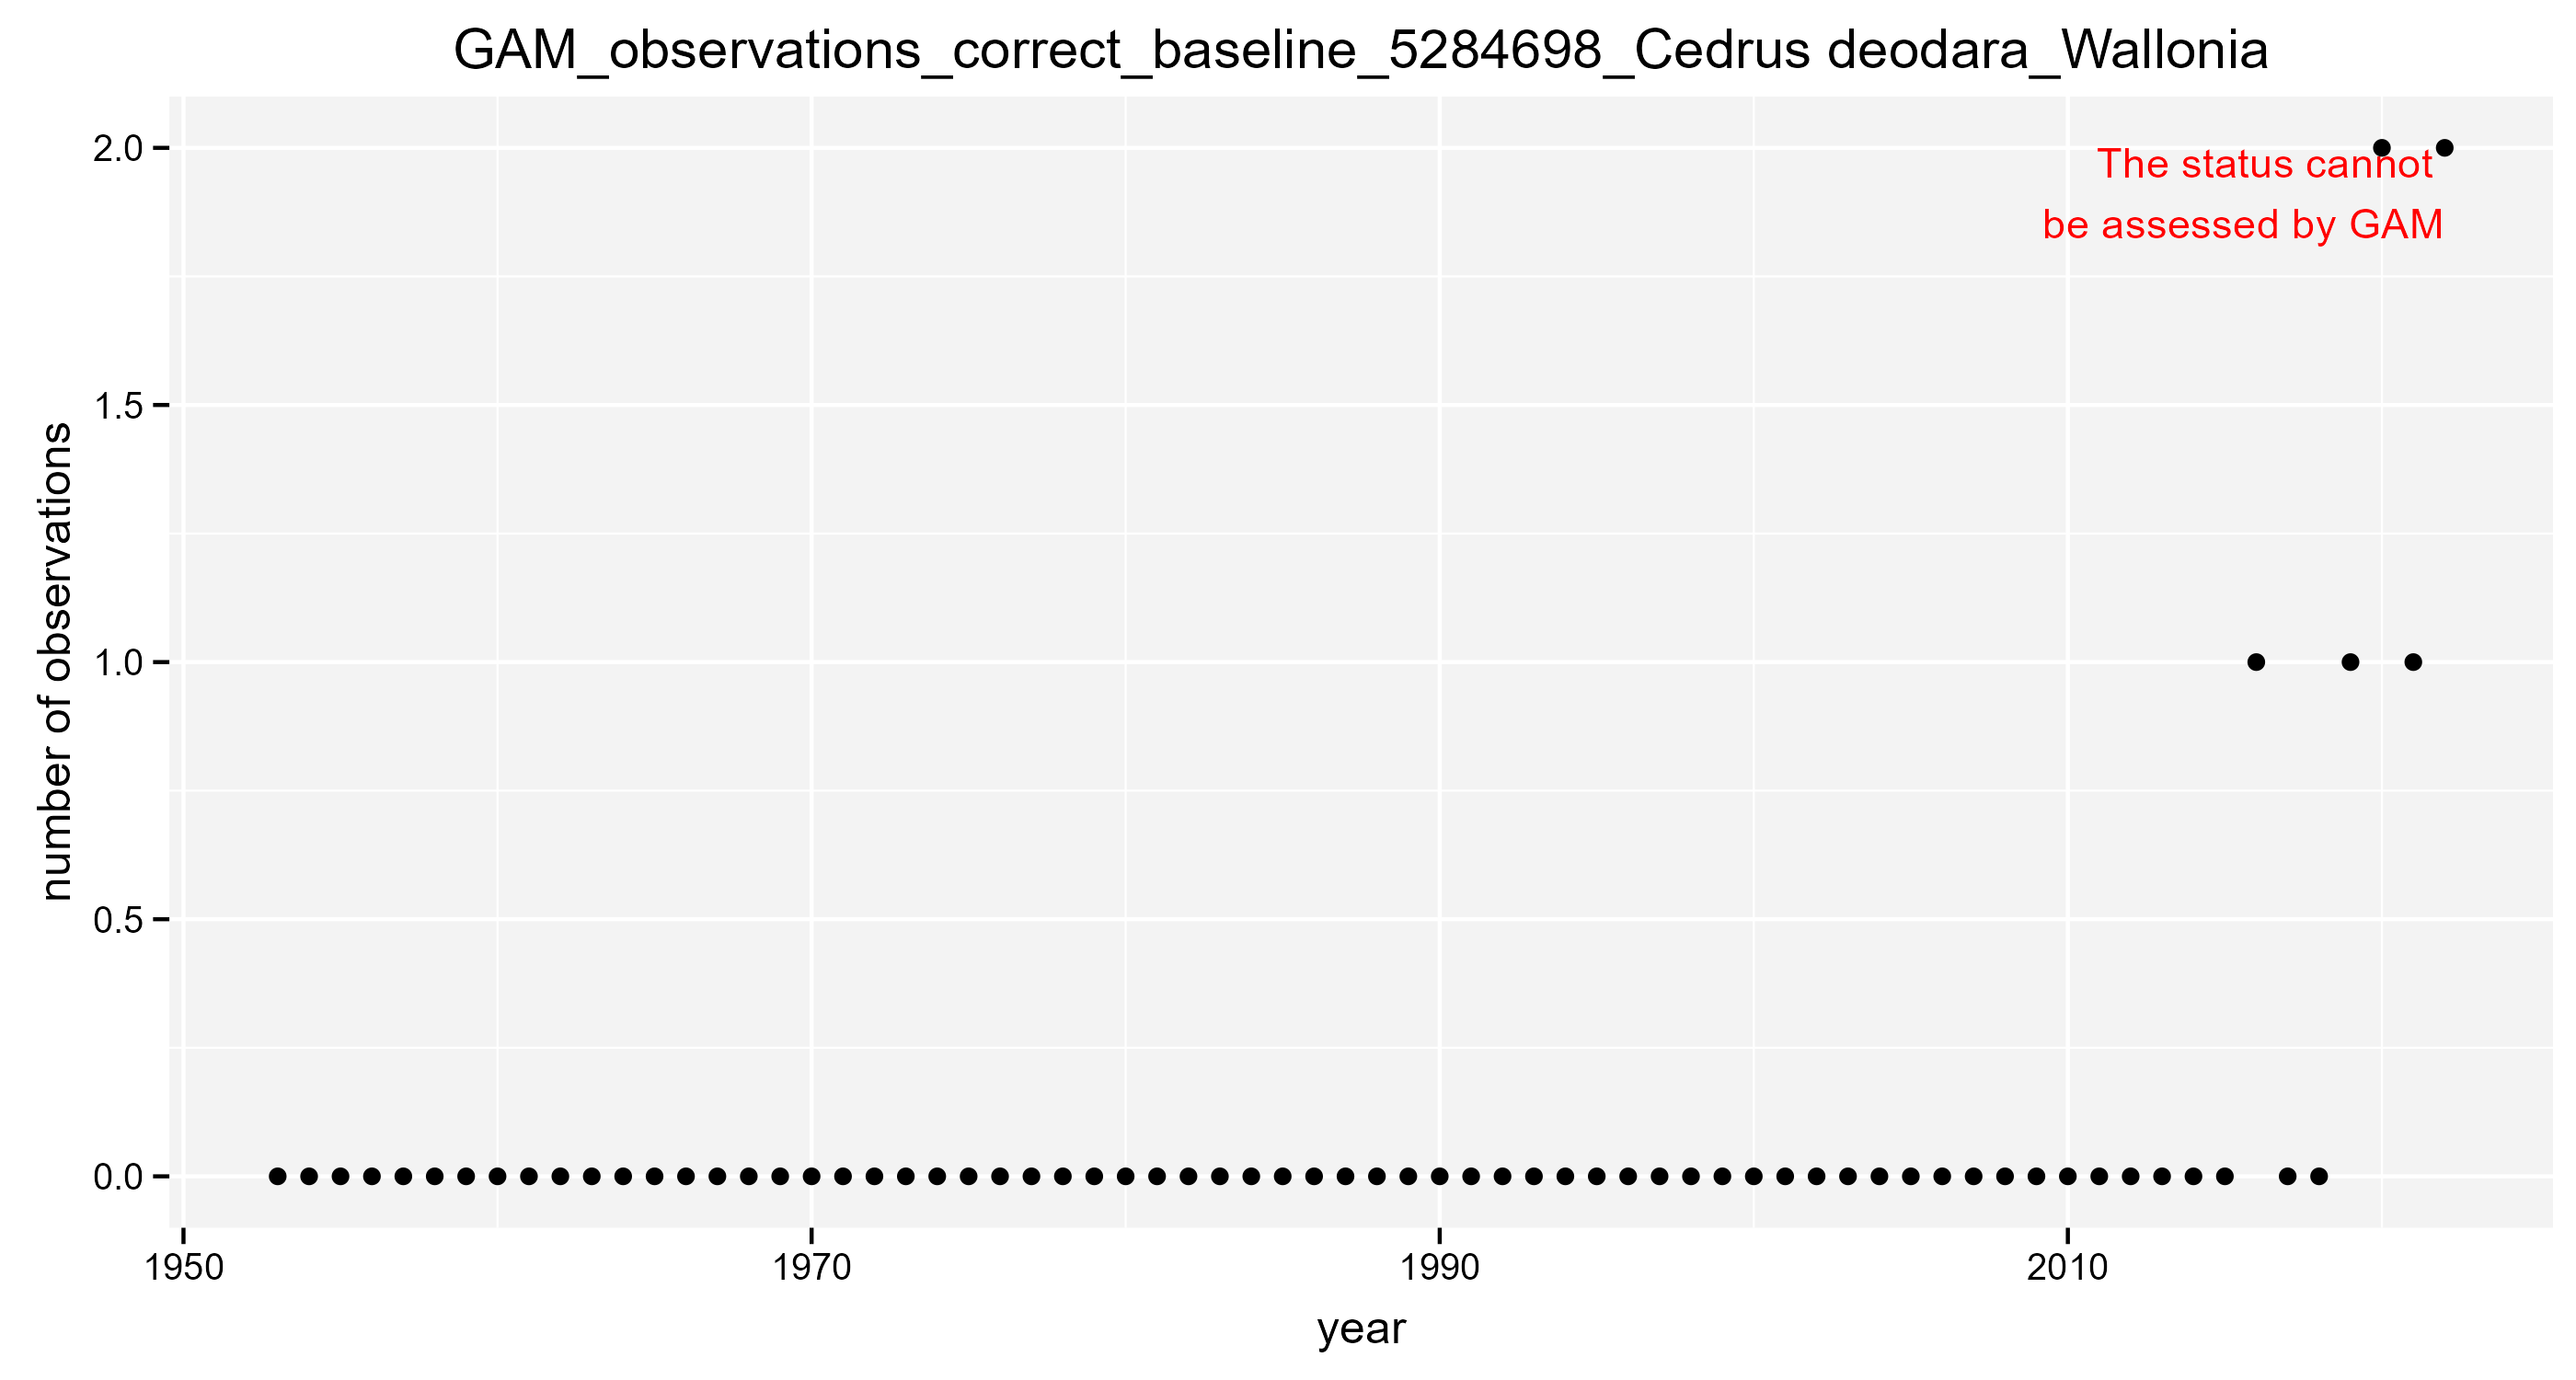 GAM_observations_correct_baseline_5284698_Cedrus deodara_Wallonia
2.0
The status cannot
be assessed by GAM
1.5
number of observations
1.0
0.5
0.0
1950 1970 1990 2010
year